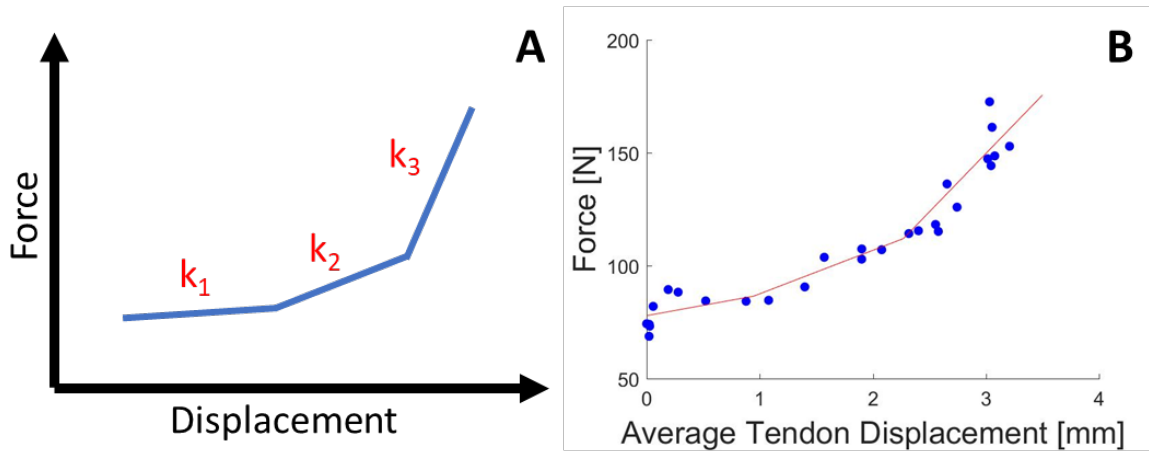 A
Force
k₁
k₂
k₃
Displacement
B
Force [N]
200
150
100
50
0
1
2
3
4
Average Tendon Displacement [mm]